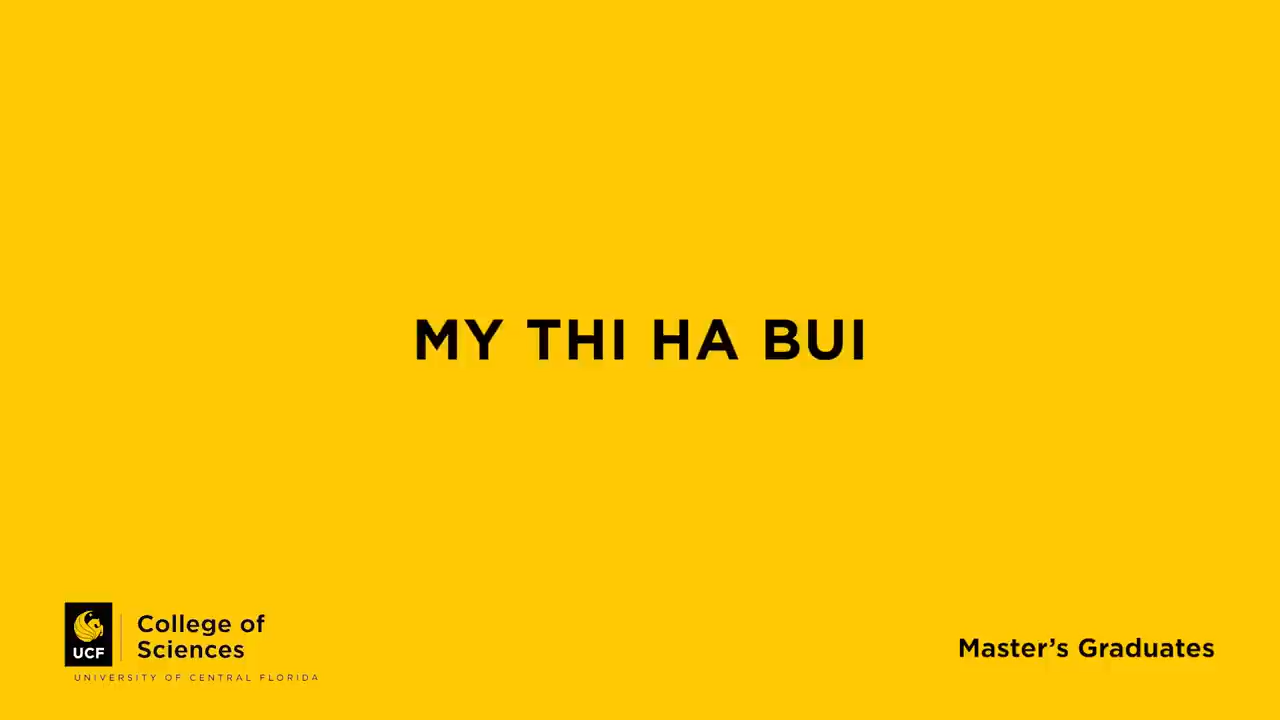 MY THI HA BUI
UCF
College of
Sciences
UNIVERSITY OF CENTRAL FLORIDA
Master's Graduates